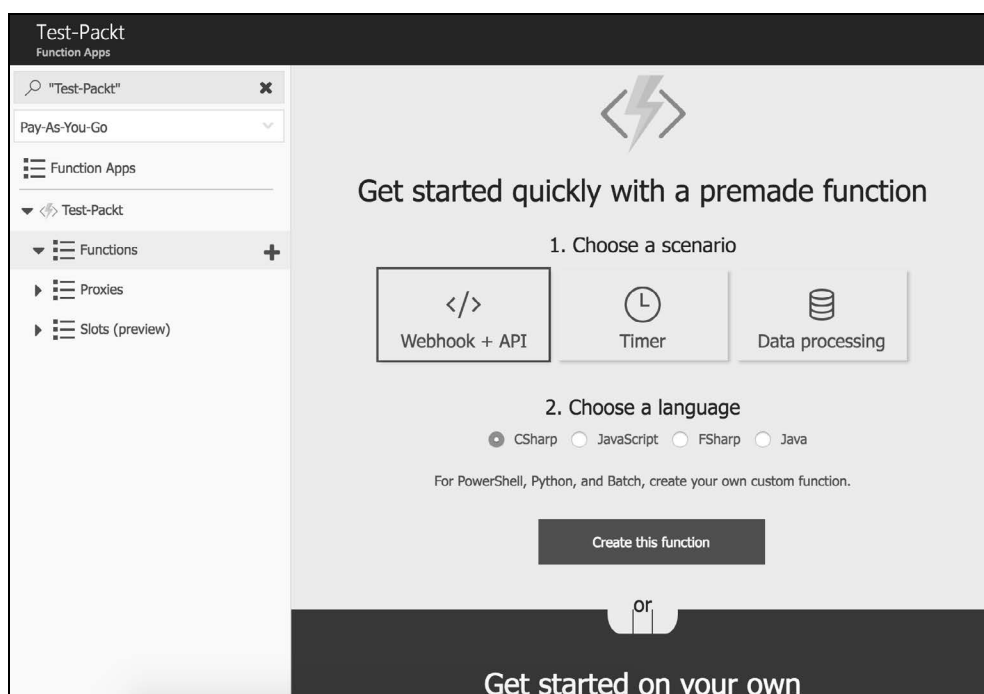 Test-Packt
Function Apps
"Test-Packt"
Pay-As-You-Go
Function Apps
Test-Packt
Functions
Proxies
Slots (preview)
Get started quickly with a premade function
1. Choose a scenario
</>
Webhook + API
Timer
Data processing
2. Choose a language
CSharp JavaScript FSharp Java
For PowerShell, Python, and Batch, create your own custom function.
Create this function
or
Get started on your own